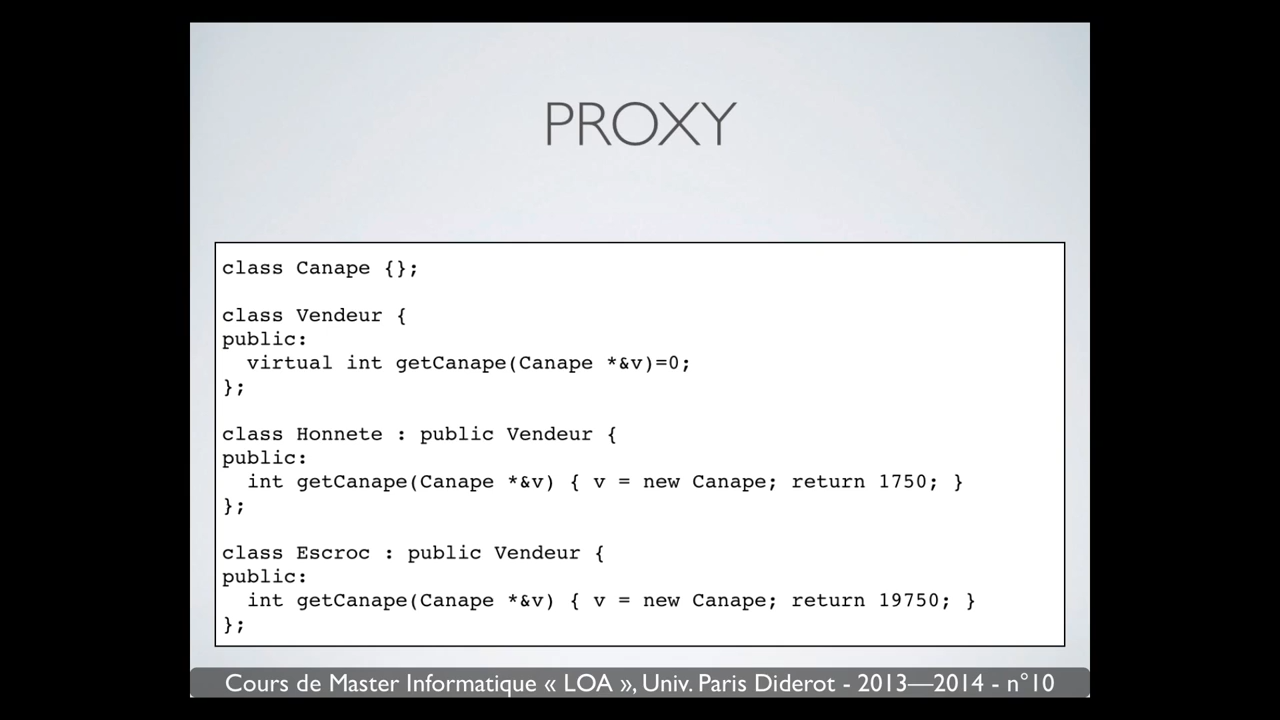 PROXY
class Canape {};
class Vendeur {
public:
  virtual int getCanape(Canape *&v)=0;
};
class Honnete : public Vendeur {
public:
  int getCanape(Canape *&v) { v = new Canape; return 1750; }
};
class Escroc : public Vendeur {
public:
  int getCanape(Canape *&v) { v = new Canape; return 19750; }
};
Cours de Master Informatique « LOA », Univ. Paris Diderot - 2013—2014 - n°10